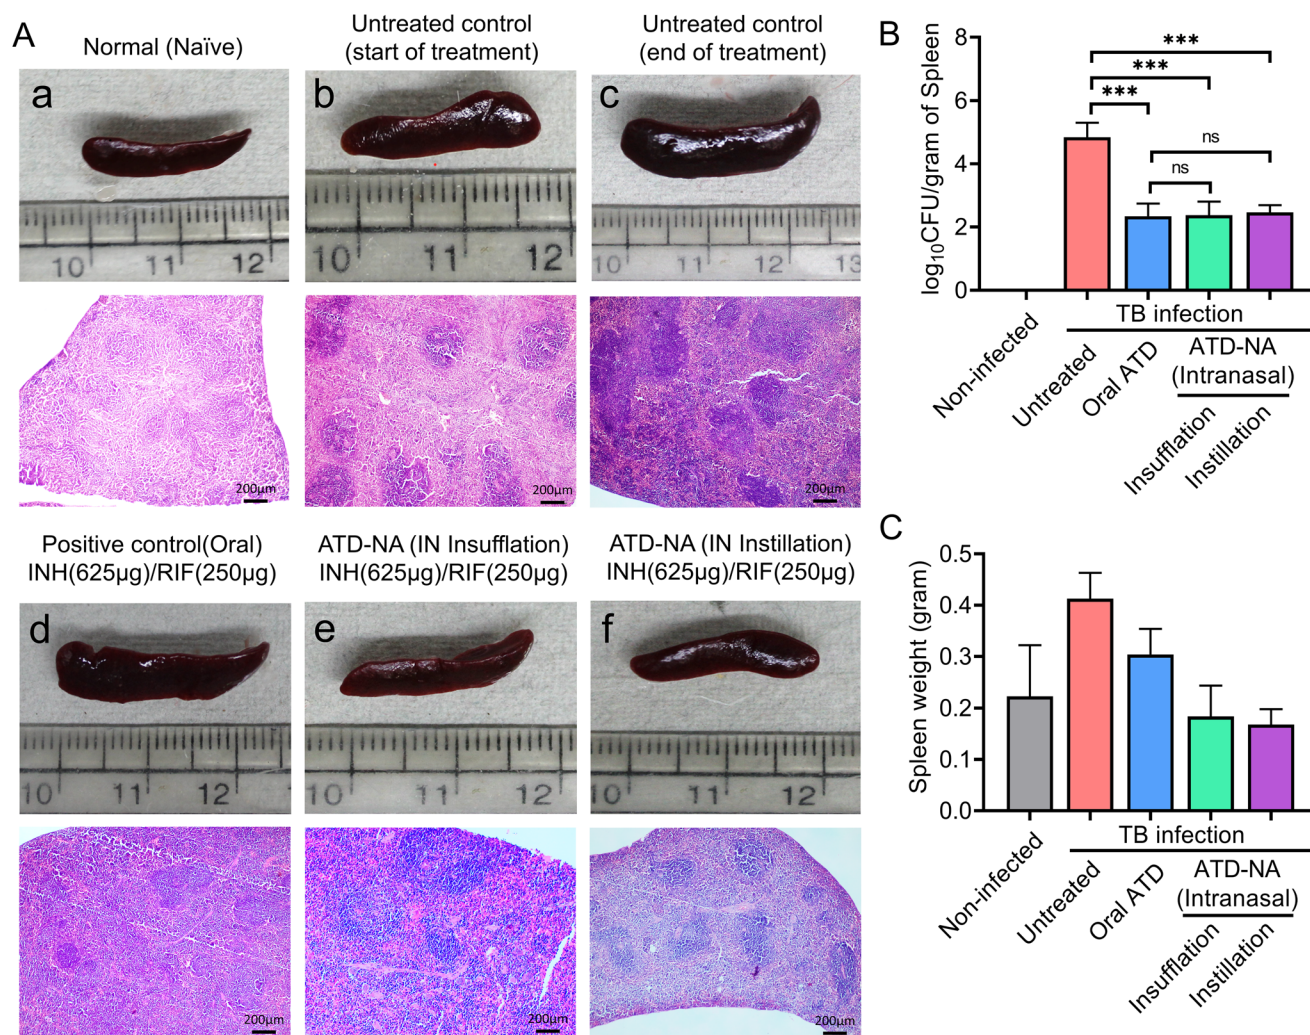 A
Normal (Naïve)
Untreated control
(start of treatment)
Untreated control
(end of treatment)
a
b
c
10 11 12
10 11 12
10 11 12 13
200µm
200µm
200µm
Positive control(Oral)
INH(625µg)/RIF(250µg)
ATD-NA (IN Insufflation)
INH(625µg)/RIF(250µg)
ATD-NA (IN Instillation)
INH(625µg)/RIF(250µg)
d
e
f
10 11 12
10 11 12
10 11 12
200µm
200µm
200µm
B
log₁₀CFU/gram of Spleen
8
6
4
2
0
***
***
***
ns
ns
Non-infected
Untreated
Oral ATD
Insufflation
Instillation
TB infection
ATD-NA
(Intranasal)
C
Spleen weight (gram)
0.5
0.4
0.3
0.2
0.1
0.0
Non-infected
Untreated
Oral ATD
Insufflation
Instillation
TB infection
ATD-NA
(Intranasal)